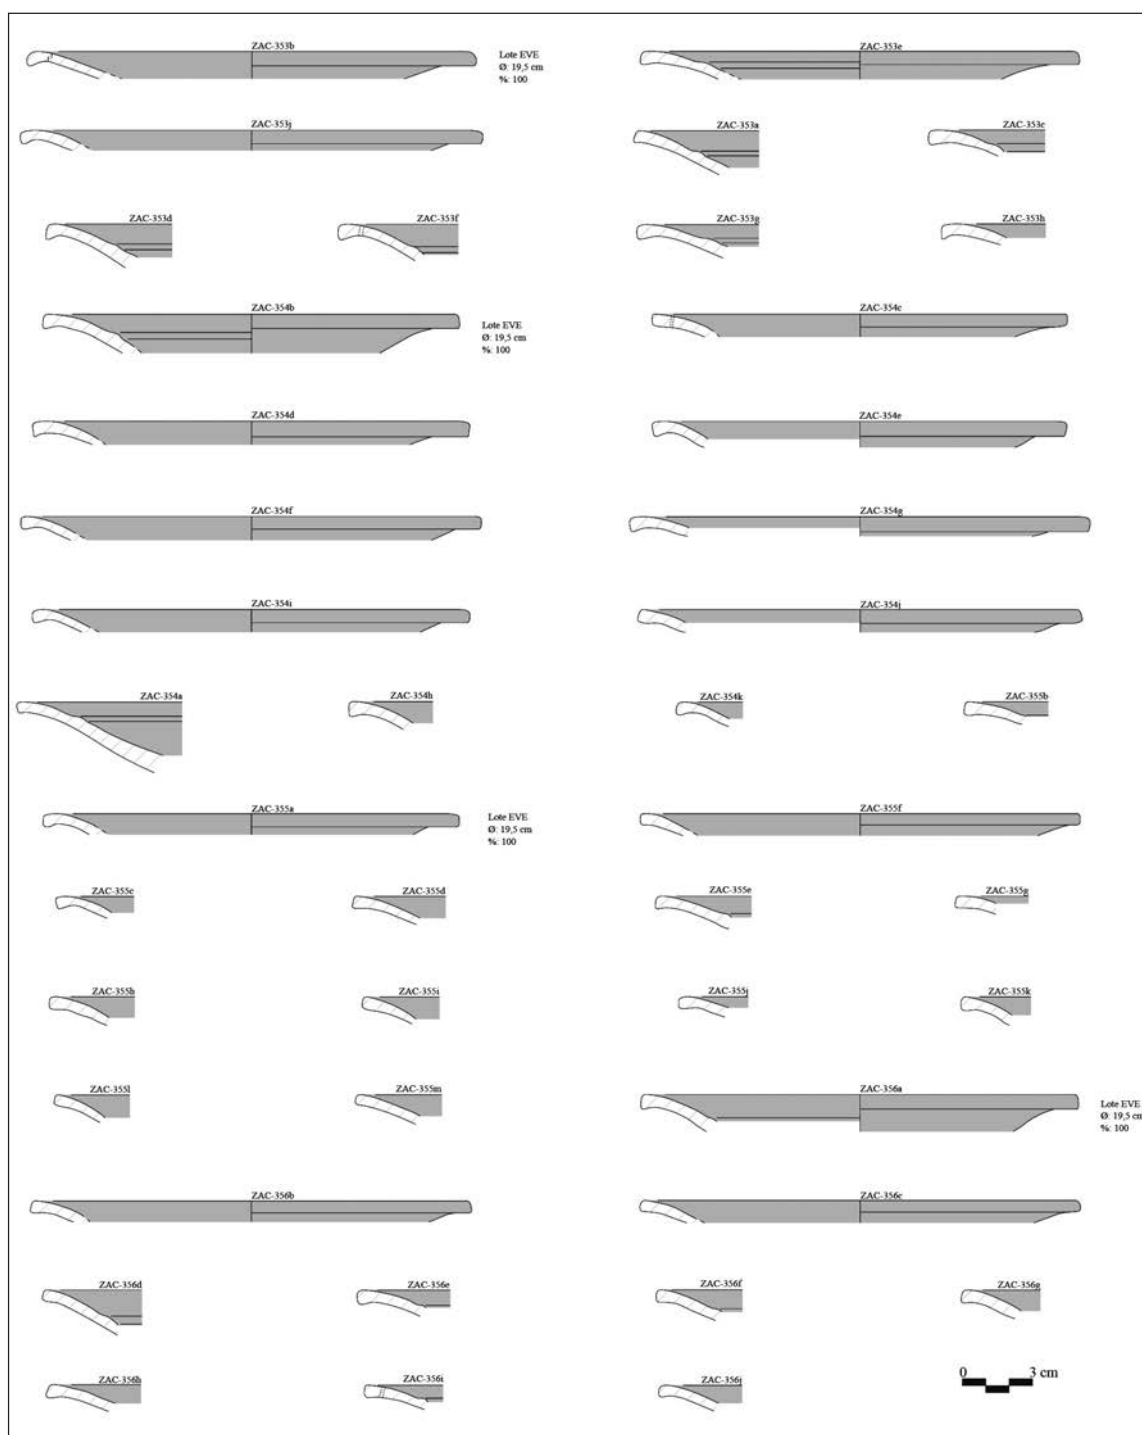 ZAC-353b
Lote EVE
Ø: 19,5 cm
%: 100
ZAC-353e
ZAC-353j
ZAC-353a
ZAC-353c
ZAC-353d
ZAC-353f
ZAC-353g
ZAC-353h
ZAC-354b
Lote EVE
Ø: 19,5 cm
%: 100
ZAC-354c
ZAC-354d
ZAC-354e
ZAC-354f
ZAC-354g
ZAC-354i
ZAC-354j
ZAC-354a
ZAC-354h
ZAC-354k
ZAC-355b
ZAC-355a
Lote EVE
Ø: 19,5 cm
%: 100
ZAC-355f
ZAC-355c
ZAC-355d
ZAC-355e
ZAC-355g
ZAC-355h
ZAC-355i
ZAC-355j
ZAC-355k
ZAC-355l
ZAC-355m
ZAC-356a
Lote EVE
Ø: 19,5 cm
%: 100
ZAC-356b
ZAC-356c
ZAC-356d
ZAC-356e
ZAC-356f
ZAC-356g
ZAC-356h
ZAC-356i
ZAC-356j
0 3 cm